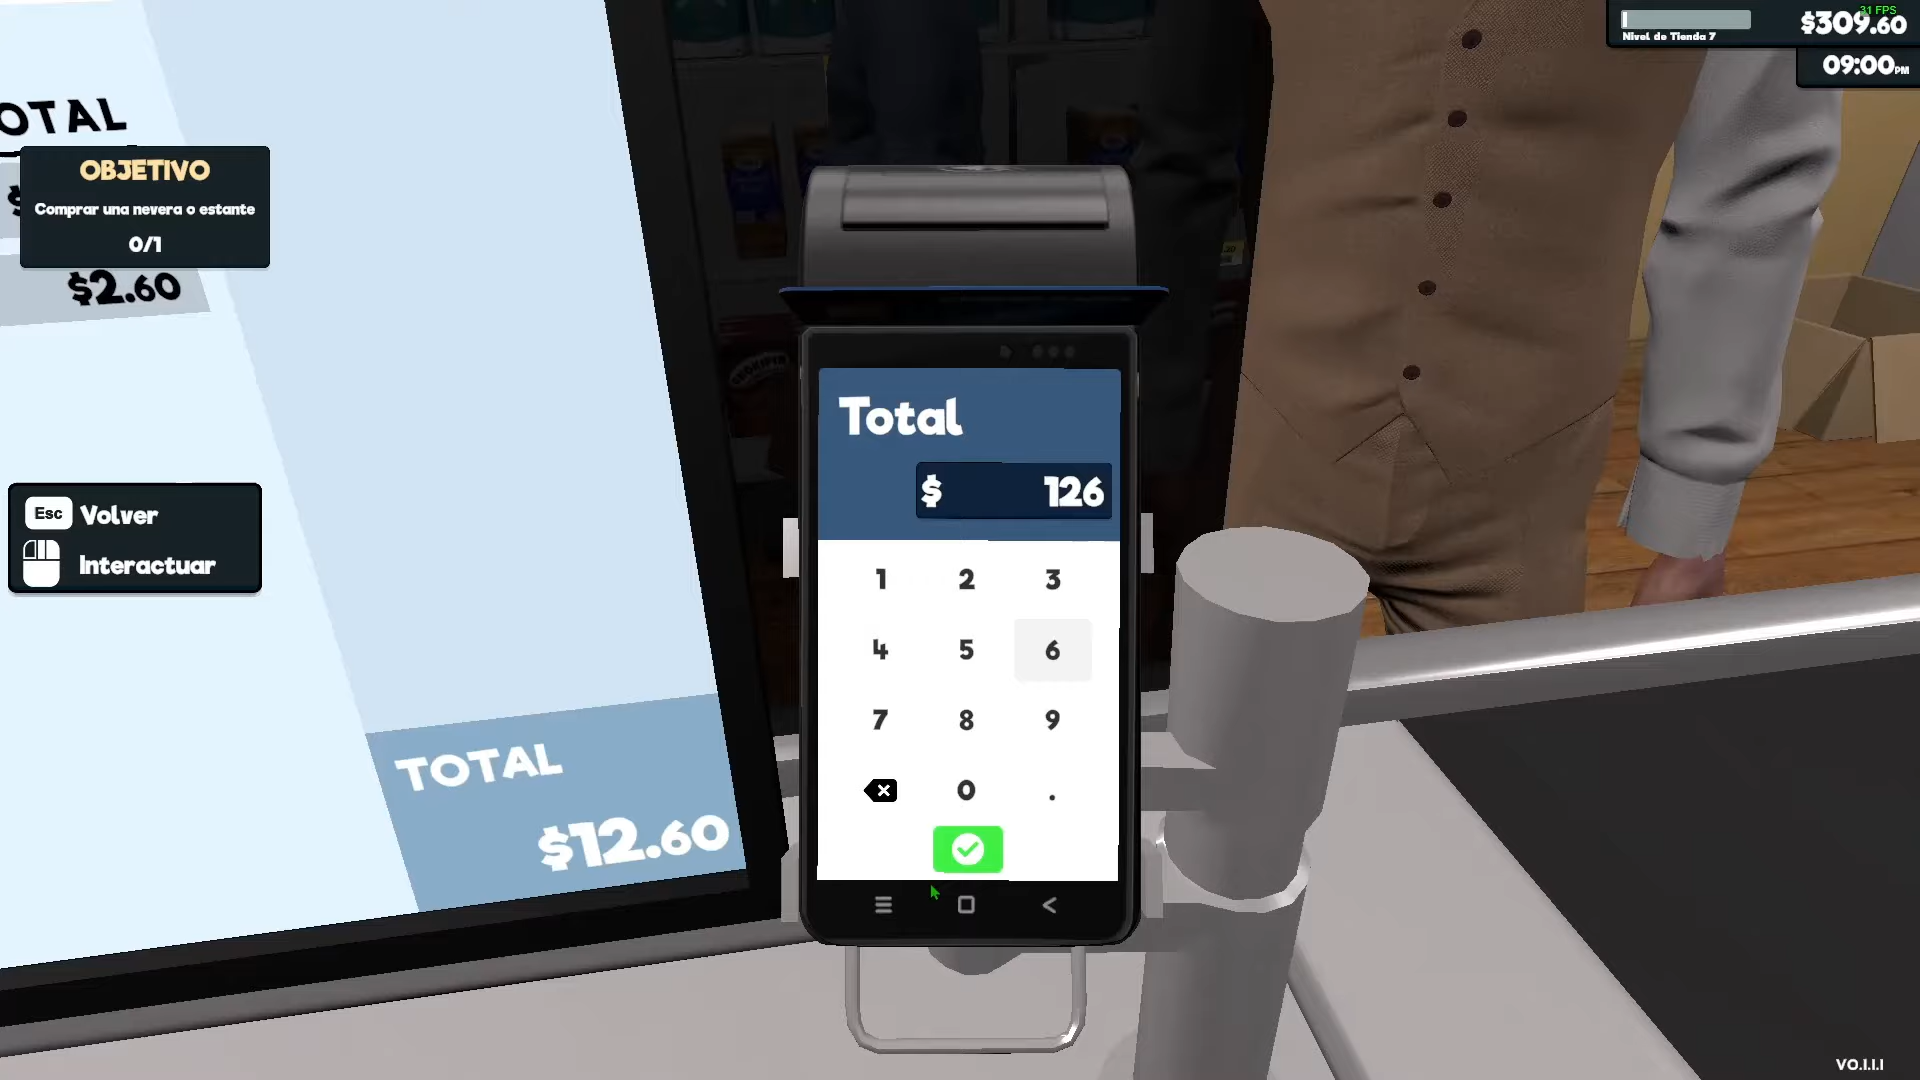 31 FPS
$309.60
Nivel de Tienda 7
09:00PM
OTAL
OBJETIVO
Comprar una nevera o estante
0/1
$2.60
Esc Volver
Interactuar
TOTAL
$12.60
Total
$ 126
1 2 3
4 5 6
7 8 9
0 .
V0.1.1.1